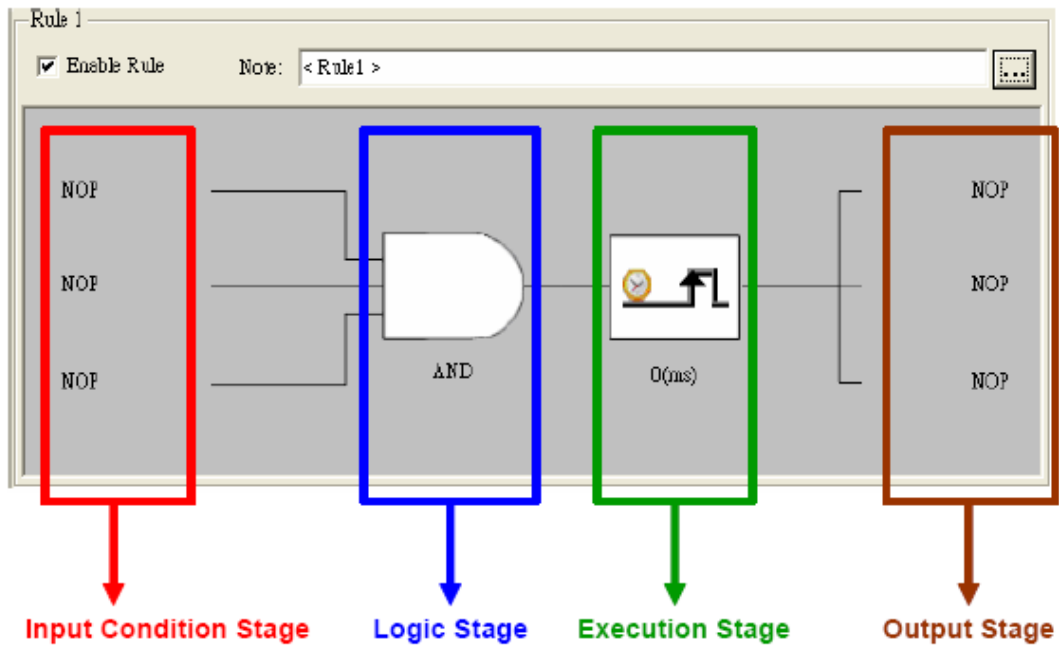 Rule 1
Enable Rule Note: < Rule1 > ...
NOP NOP
NOP NOP
AND 0(ms)
NOP NOP
Input Condition Stage Logic Stage Execution Stage Output Stage